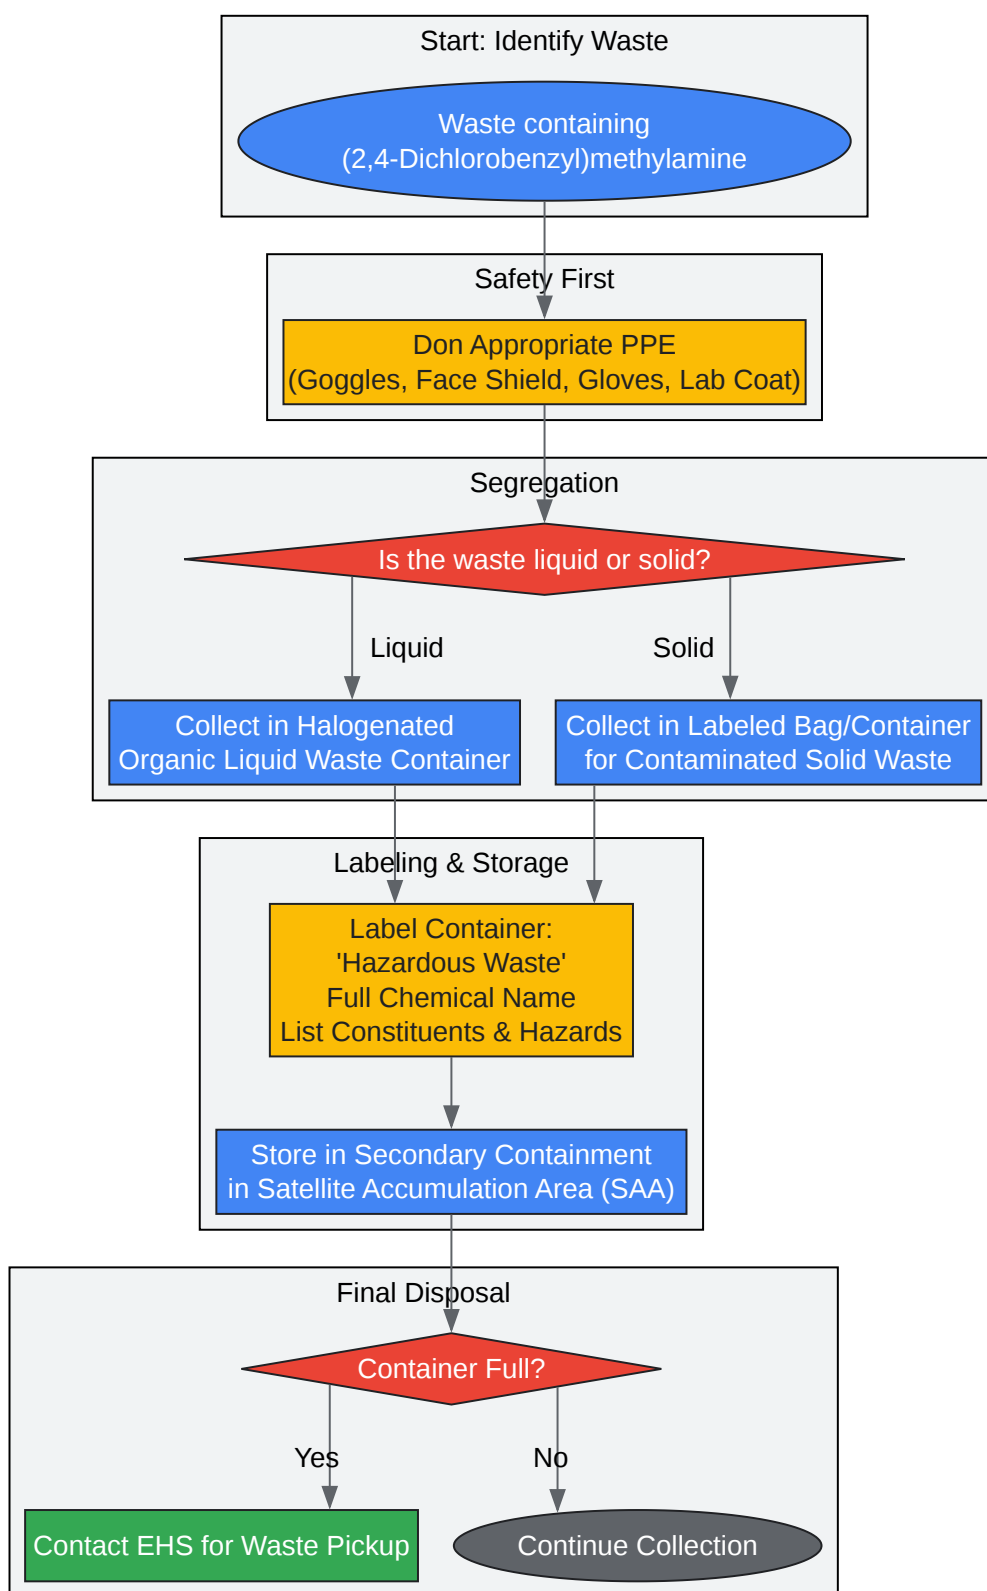 Start: Identify Waste
Waste containing
(2,4-Dichlorobenzyl)methylamine
Safety First
Don Appropriate PPE
(Goggles, Face Shield, Gloves, Lab Coat)
Segregation
Is the waste liquid or solid?
Liquid
Solid
Collect in Halogenated
Organic Liquid Waste Container
Collect in Labeled Bag/Container
for Contaminated Solid Waste
Labeling & Storage
Label Container:
'Hazardous Waste'
Full Chemical Name
List Constituents & Hazards
Store in Secondary Containment
in Satellite Accumulation Area (SAA)
Final Disposal
Container Full?
Yes
No
Contact EHS for Waste Pickup
Continue Collection